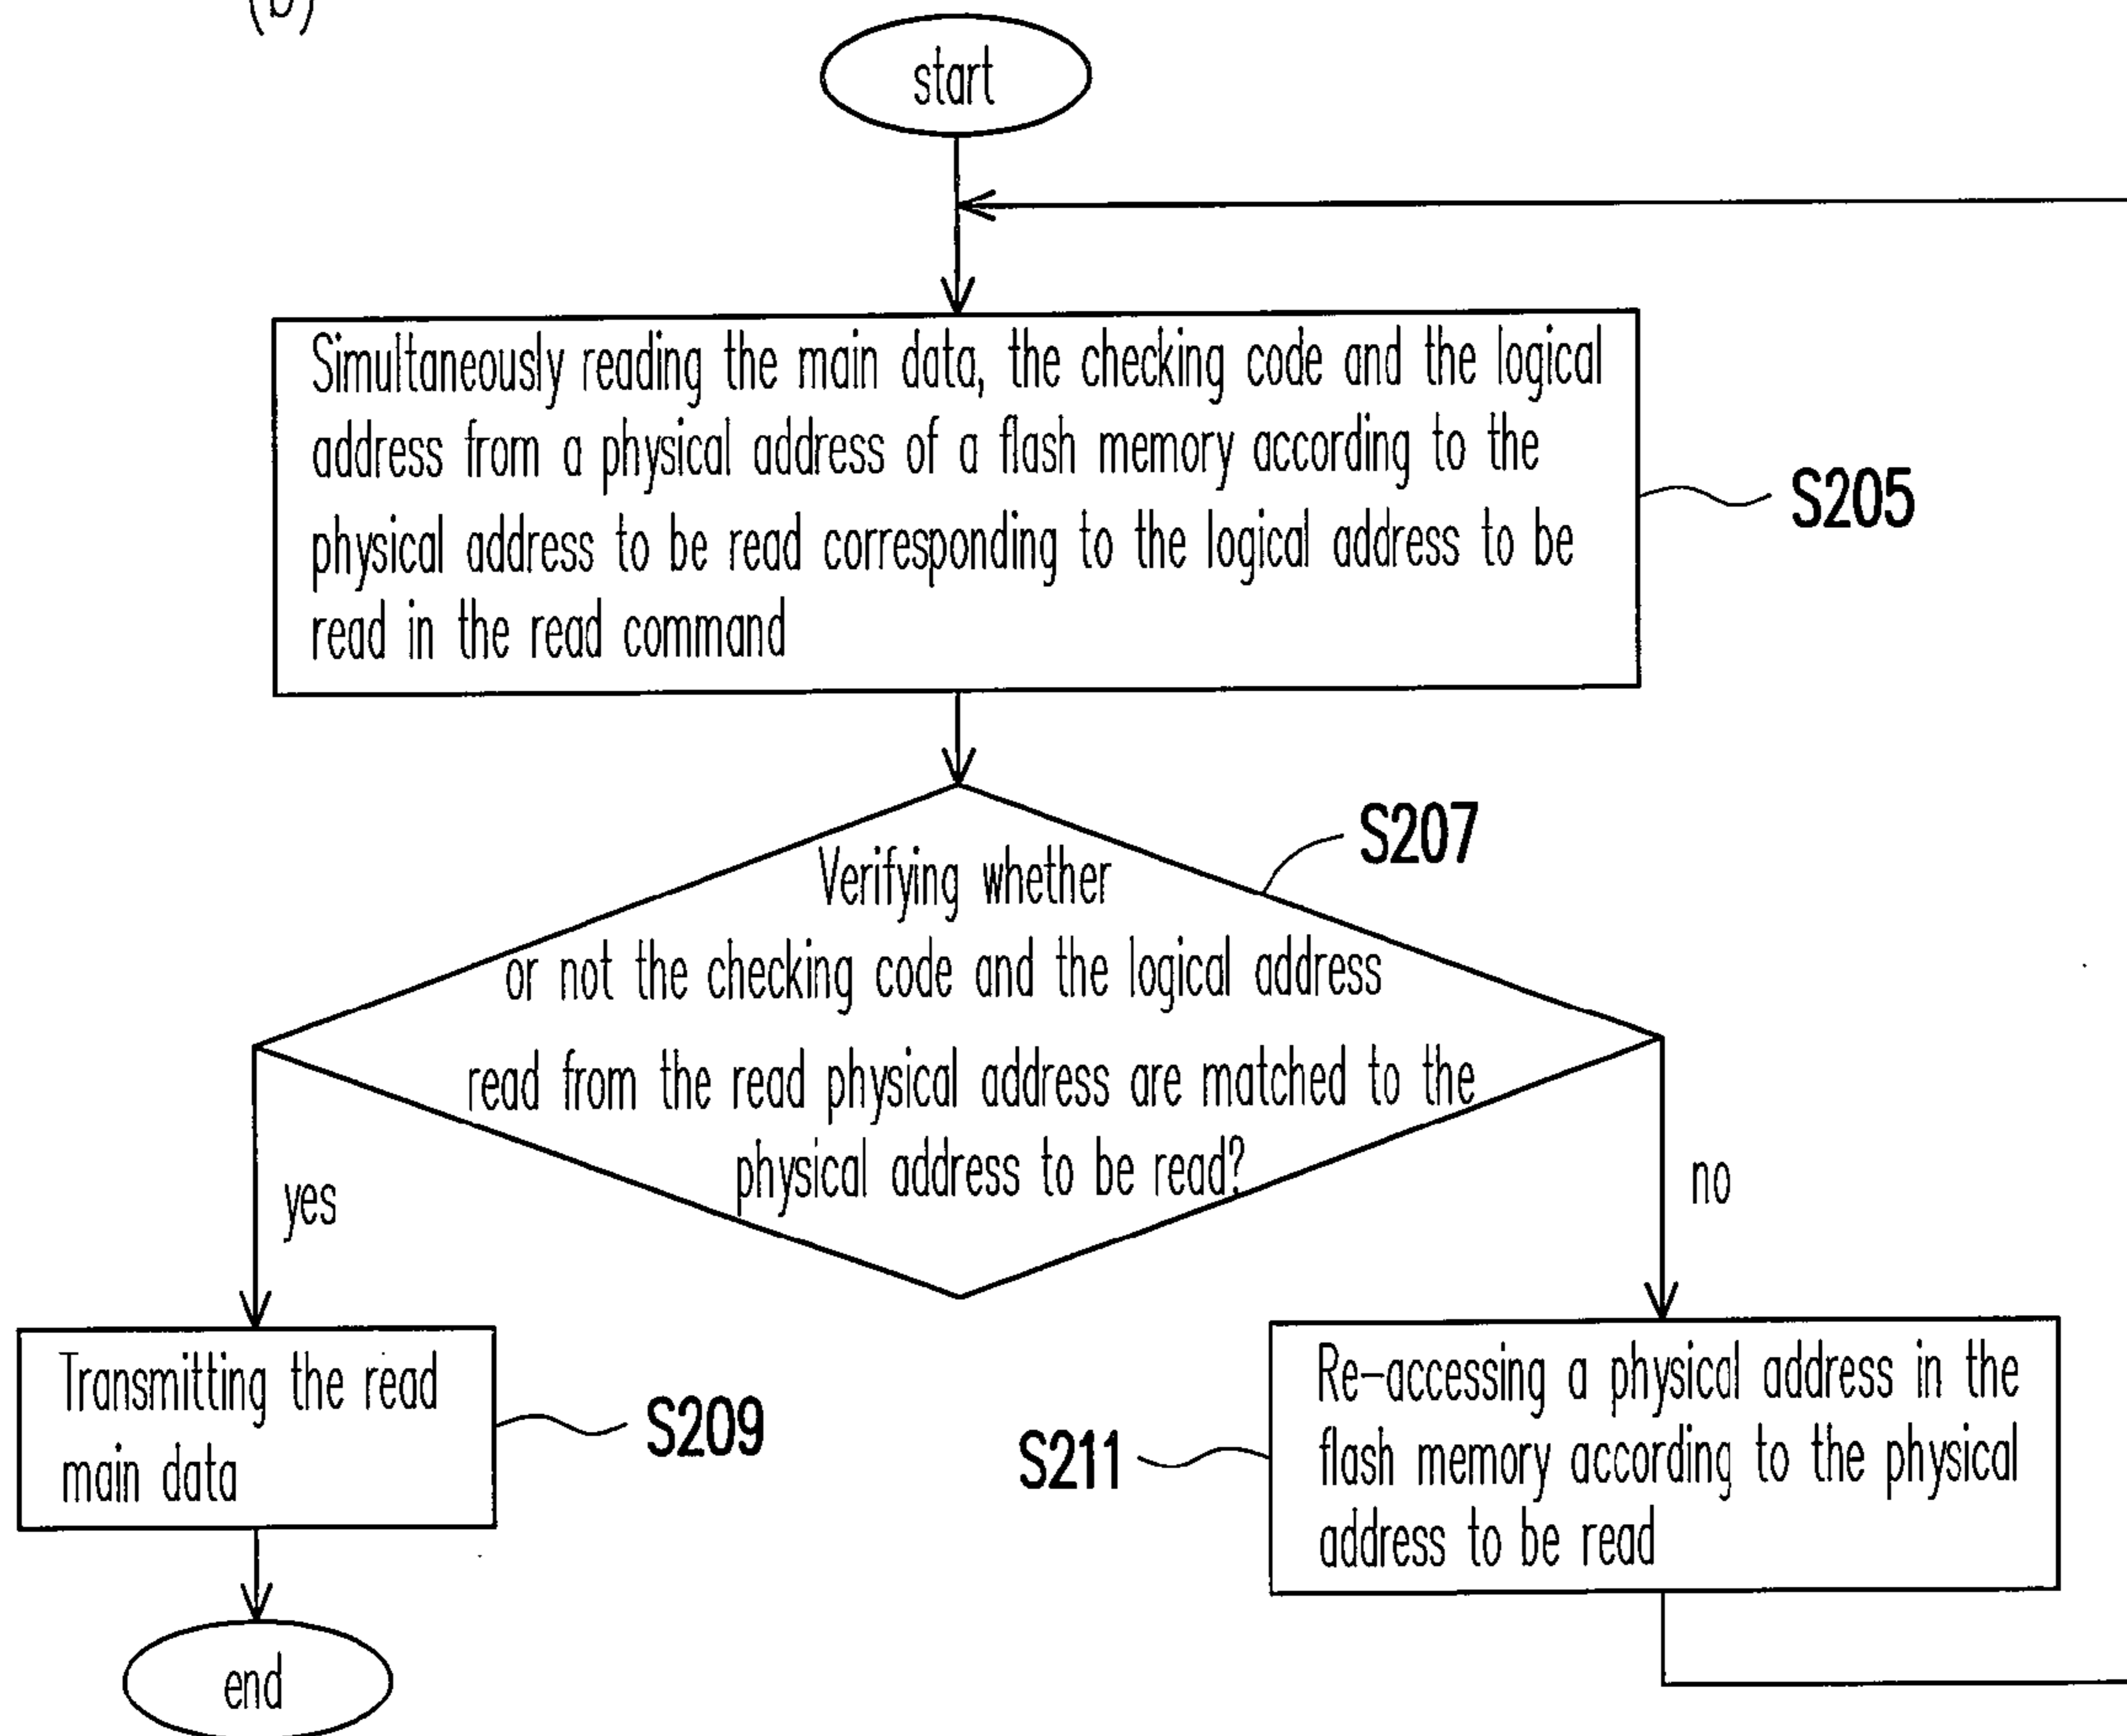 (b)
start
Simultaneously reading the main data, the checking code and the logical
address from a physical address of a flash memory according to the
physical address to be read corresponding to the logical address to be
read in the read command
S205
S207
Verifying whether
or not the checking code and the logical address
read from the read physical address are matched to the
physical address to be read?
yes
no
Transmitting the read
main data
S209
S211
Re-accessing a physical address in the
flash memory according to the physical
address to be read
end